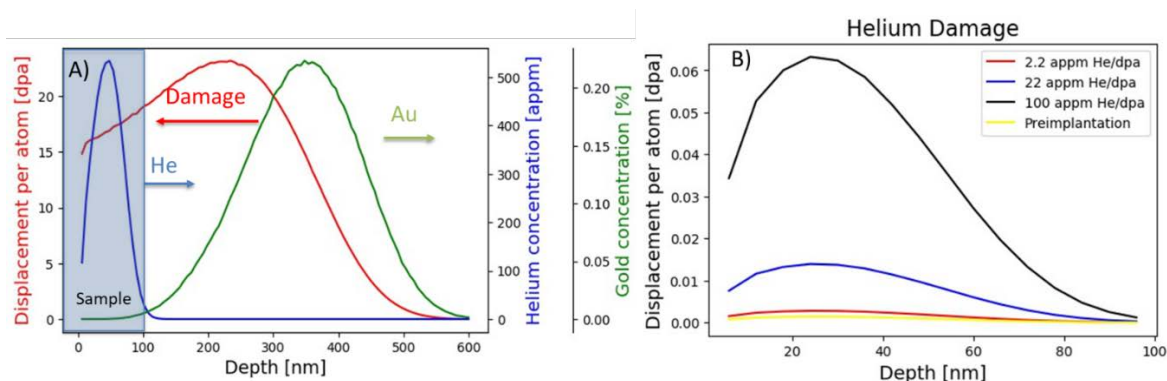 A)
Damage
He
Au
Sample
Displacement per atom [dpa]
0
5
10
15
20
0 100 200 300 400 500 600
Depth [nm]
Helium concentration [appm]
0
100
200
300
400
500
Gold concentration [%]
0.00
0.05
0.10
0.15
0.20
Helium Damage
B)
2.2 appm He/dpa
22 appm He/dpa
100 appm He/dpa
Preimplantation
Displacement per atom [dpa]
0.00
0.01
0.02
0.03
0.04
0.05
0.06
20 40 60 80 100
Depth [nm]